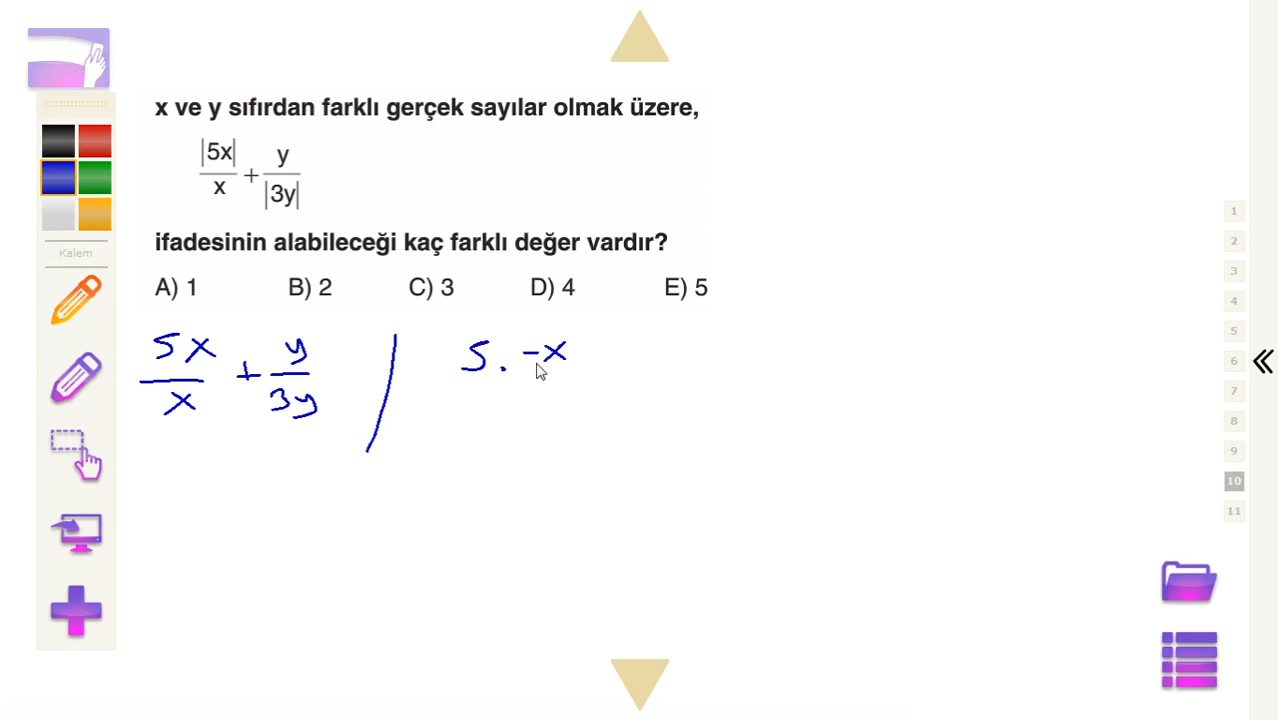 x ve y sıfırdan farklı gerçek sayılar olmak üzere,
|5x|/x + y/|3y|
ifadesinin alabileceği kaç farklı değer vardır?
A) 1 B) 2 C) 3 D) 4 E) 5
5x/x + y/3y / 5. -x
Kalem
1
2
3
4
5
6
7
8
9
10
11